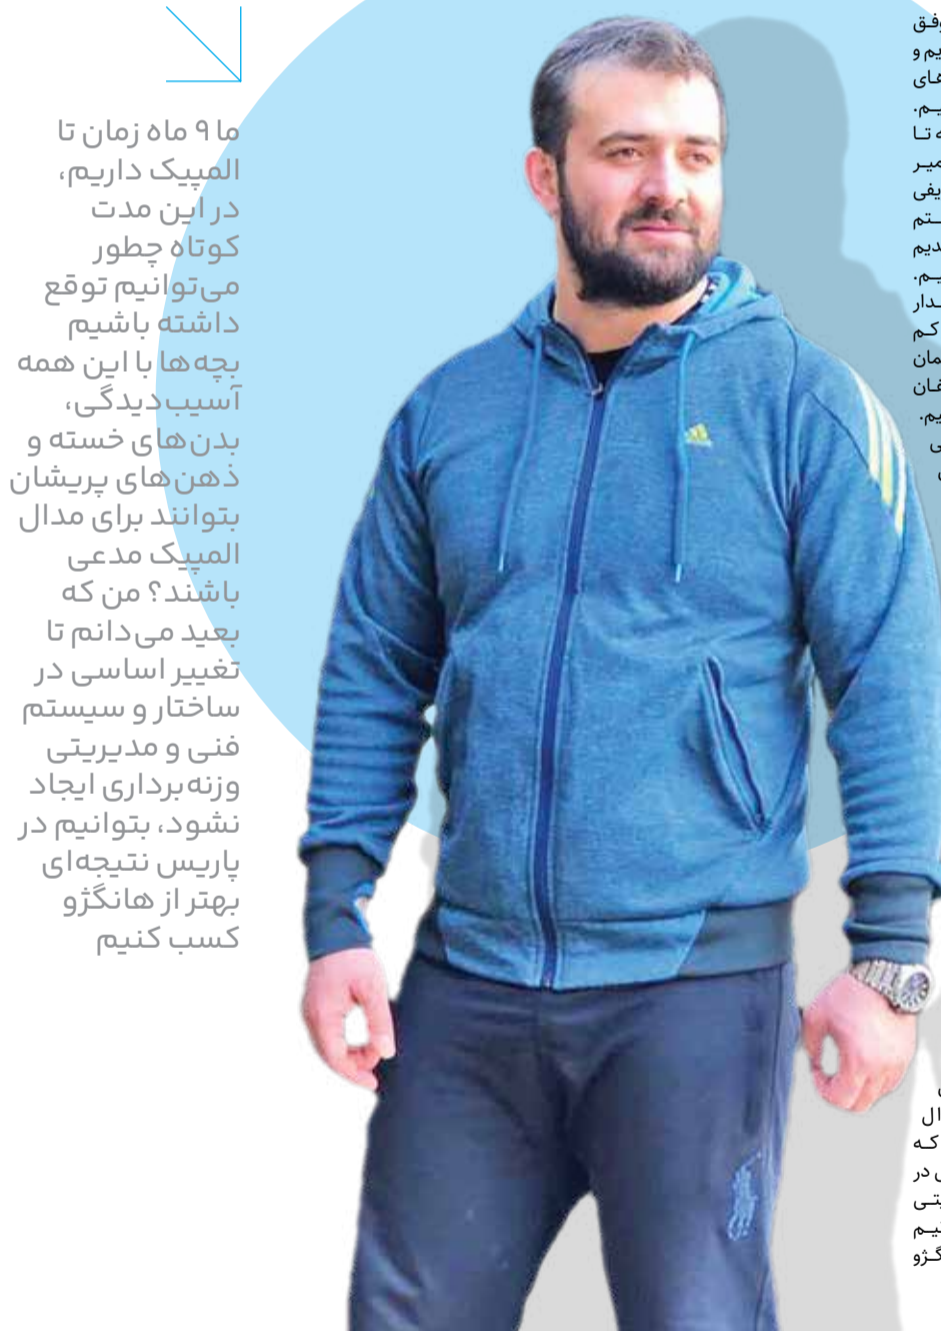 ما ۹ ماه زمان تا
المپیک داریم،
در این مدت
کوتاه چطور
می‌توانیم توقع
داشته باشیم
بچه‌ها با این همه
آسیب‌دیدگی،
بدن‌های خسته و
ذهن‌های پریشان
بتوانند برای مدال
المپیک مدعی
باشند؟ من که
بعید می‌دانم تا
تغییر اساسی در
ساختار و سیستم
فنی و مدیریتی
وزنه‌برداری ایجاد
نشود، بتوانیم در
پاریس نتیجه‌ای
بهتر از هانگژو
کسب کنیم